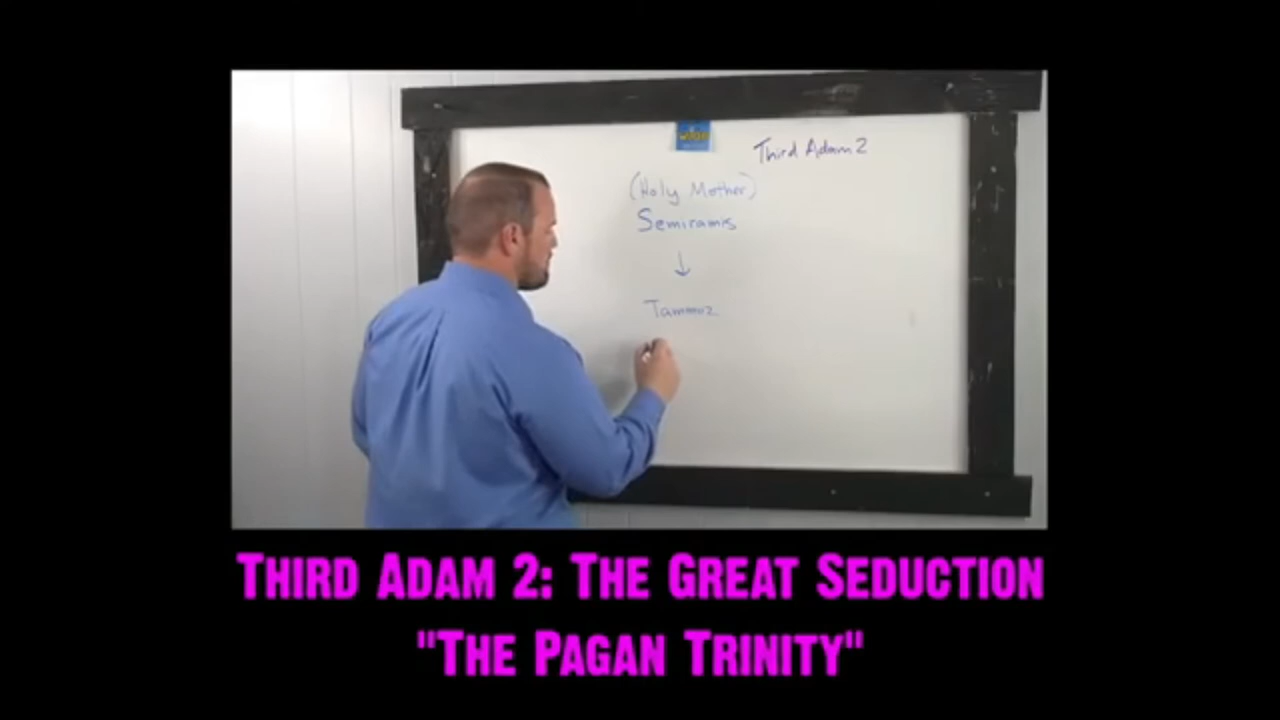 Third Adam 2
(Holy Mother)
Semiramis
Tammuz
THIRD ADAM 2: THE GREAT SEDUCTION
"THE PAGAN TRINITY"